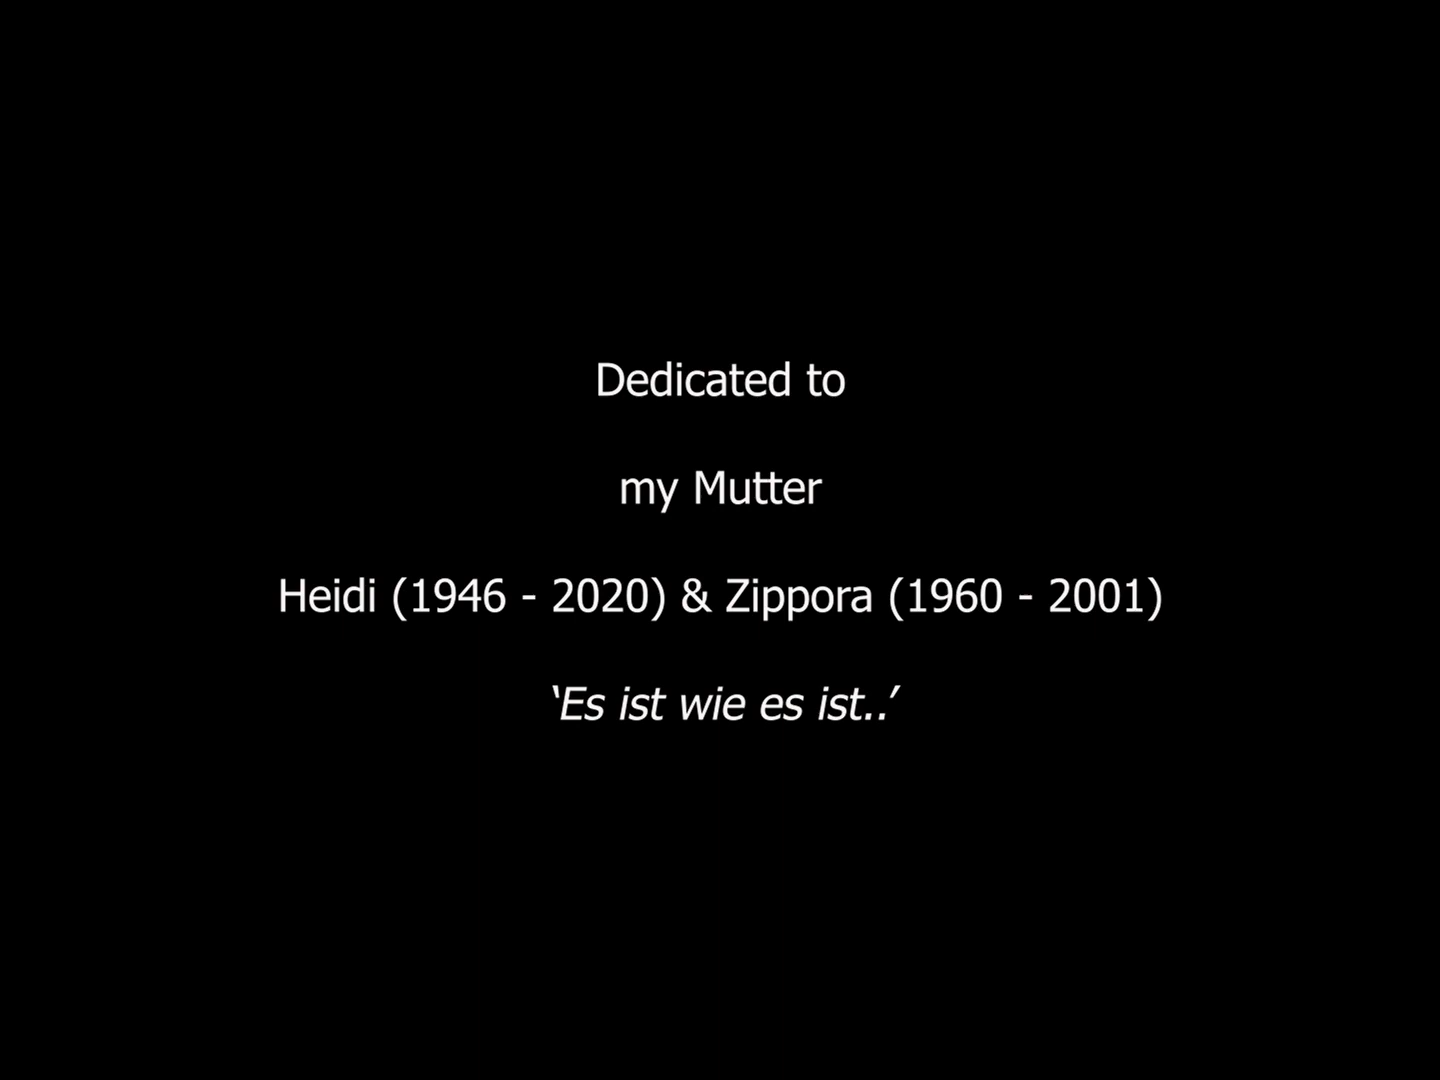 Dedicated to
my Mutter
Heidi (1946 - 2020) & Zippora (1960 - 2001)
‘Es ist wie es ist..’